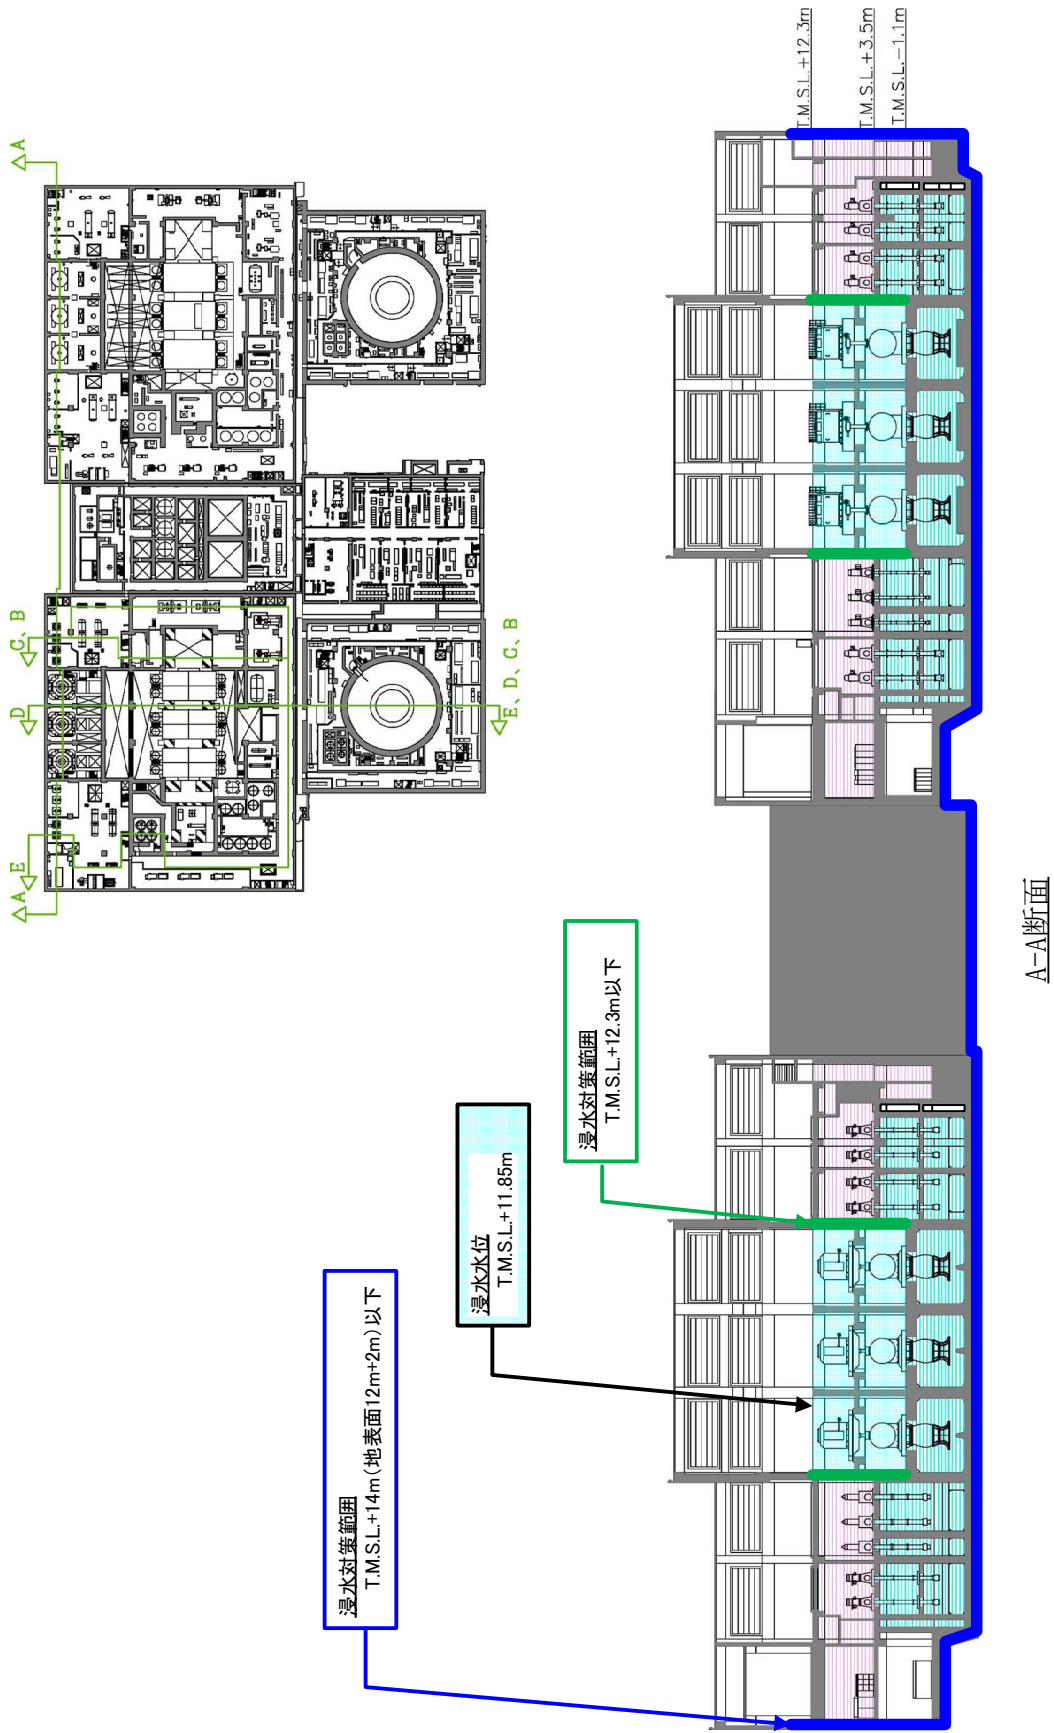 A
A
C、B
D
E
E、D、C、B
浸水対策範囲
T.M.S.L.+14m(地表面12m+2m)以下
浸水水位
T.M.S.L.+11.85m
浸水対策範囲
T.M.S.L.+12.3m以下
T.M.S.L.+12.3m
T.M.S.L.+3.5m
T.M.S.L.-1.1m
A-A断面